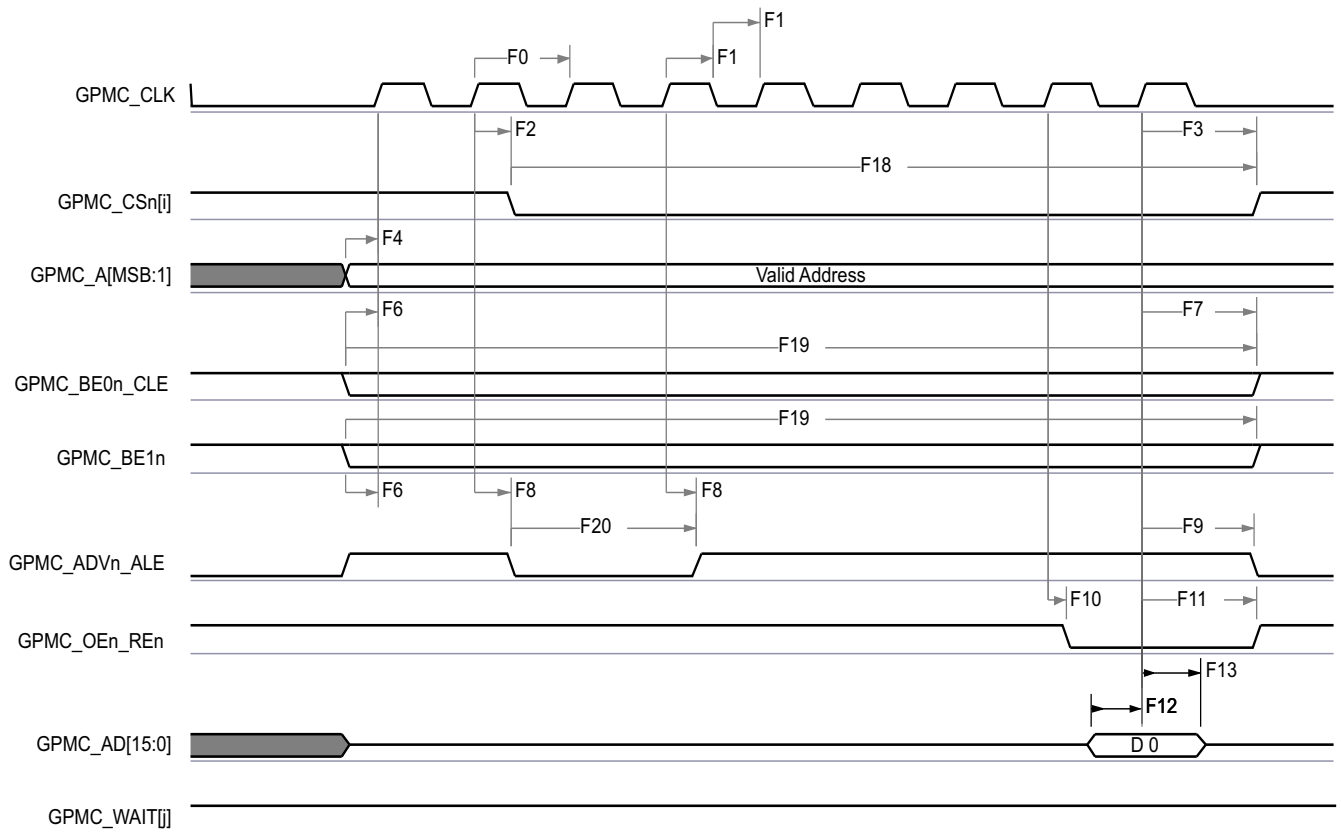 F1
F0
F1
GPMC_CLK
F2
F3
F18
GPMC_CSn[i]
F4
GPMC_A[MSB:1]
Valid Address
F6
F7
F19
GPMC_BE0n_CLE
F19
GPMC_BE1n
F6
F8
F8
F20
F9
GPMC_ADVn_ALE
F10
F11
GPMC_OEn_REn
F13
F12
GPMC_AD[15:0]
D 0
GPMC_WAIT[j]